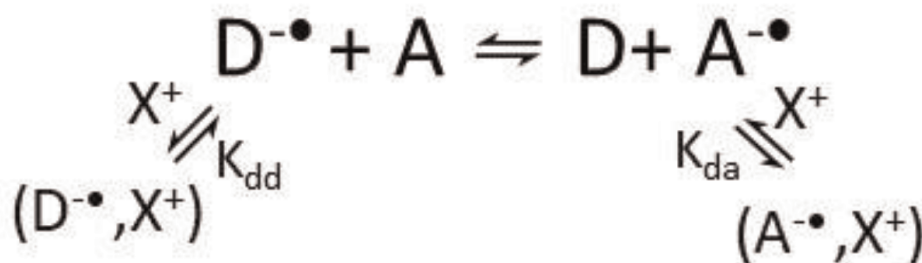 D⁻• + A ⇌ D+ A⁻•
X⁺ X⁺
K_dd K_da
(D⁻•,X⁺) (A⁻•,X⁺)